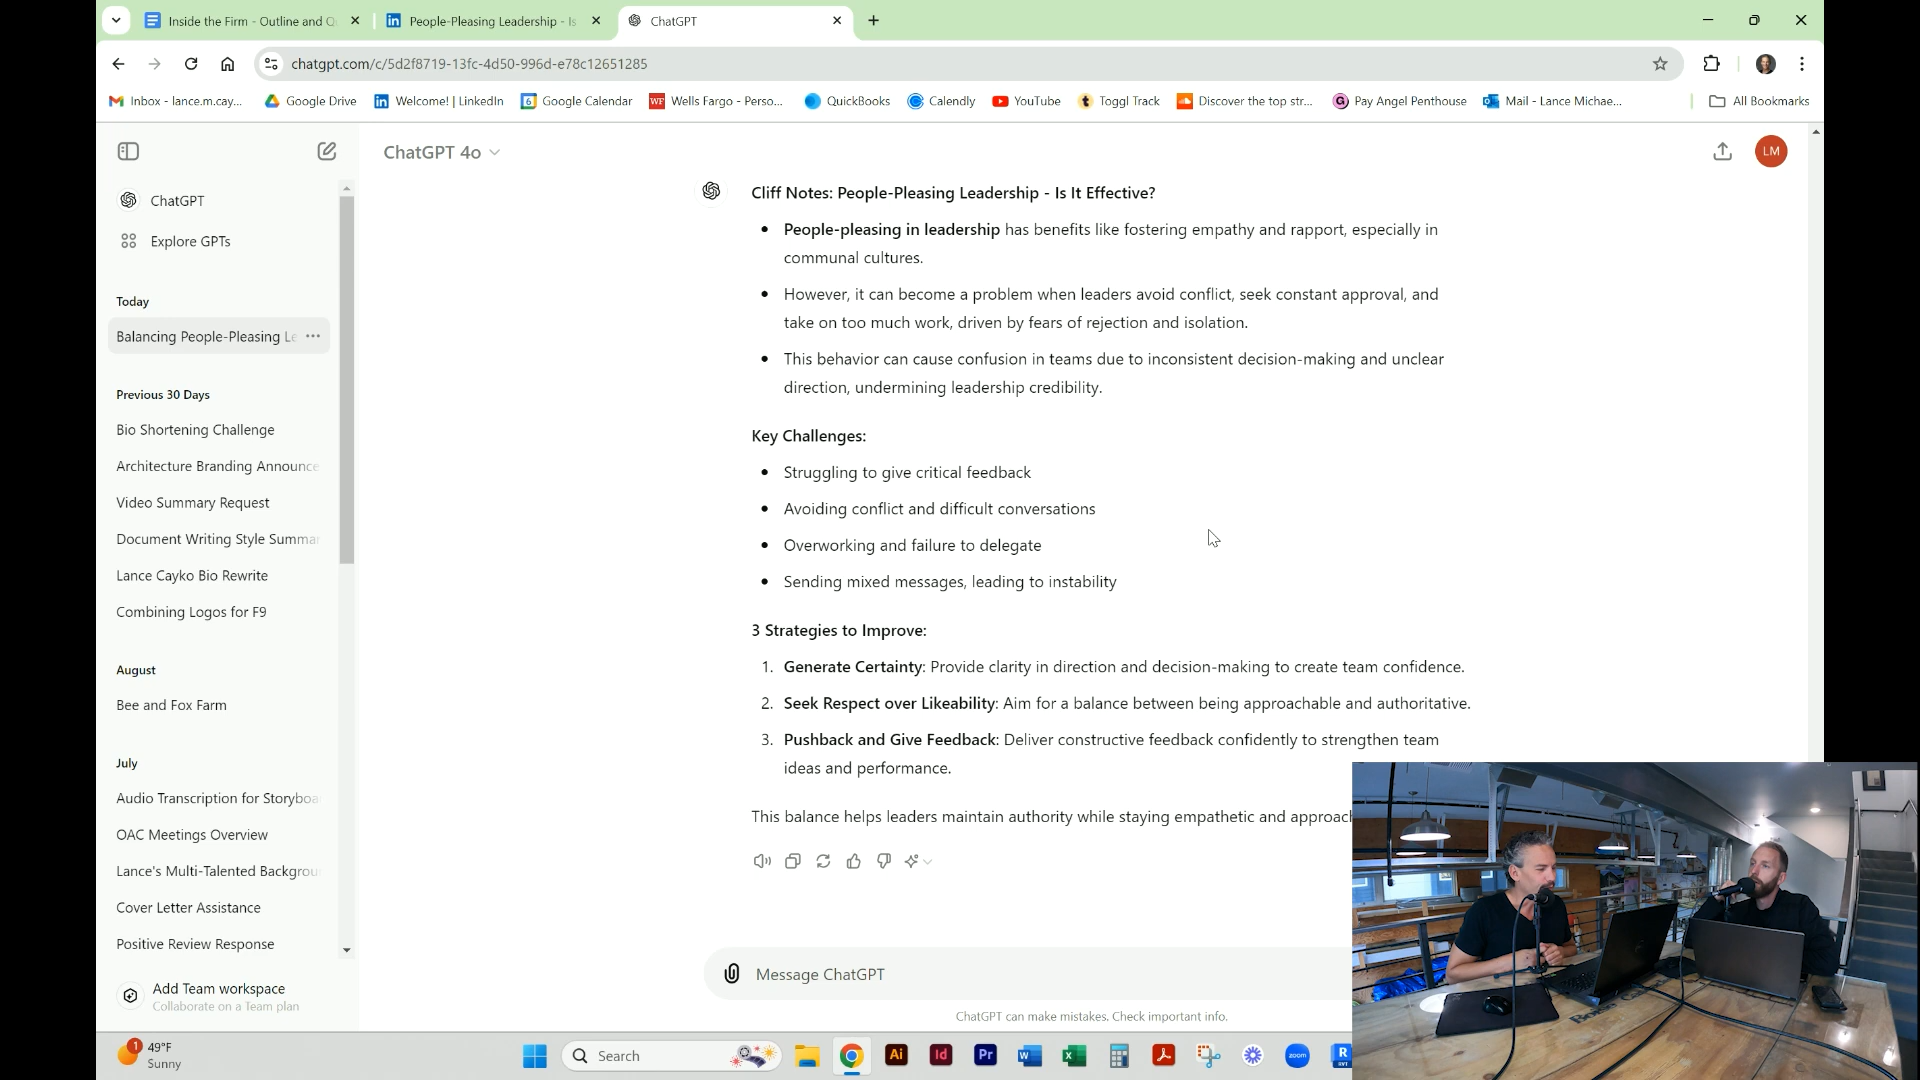 Inside the Firm - Outline and Q
People-Pleasing Leadership - Is
ChatGPT
chatgpt.com/c/5d2f8719-13fc-4d50-996d-e78c12651285
Inbox - lance.m.cay...
Google Drive
Welcome! | LinkedIn
Google Calendar
Wells Fargo - Perso...
QuickBooks
Calendly
YouTube
Toggl Track
Discover the top str...
Pay Angel Penthouse
Mail - Lance Michae...
All Bookmarks
ChatGPT 4o
LM
ChatGPT
Explore GPTs
Today
Balancing People-Pleasing Le
Previous 30 Days
Bio Shortening Challenge
Architecture Branding Announce
Video Summary Request
Document Writing Style Summar
Lance Cayko Bio Rewrite
Combining Logos for F9
August
Bee and Fox Farm
July
Audio Transcription for Storyboa
OAC Meetings Overview
Lance's Multi-Talented Backgrou
Cover Letter Assistance
Positive Review Response
Add Team workspace
Collaborate on a Team plan
Cliff Notes: People-Pleasing Leadership - Is It Effective?
• People-pleasing in leadership has benefits like fostering empathy and rapport, especially in
communal cultures.
• However, it can become a problem when leaders avoid conflict, seek constant approval, and
take on too much work, driven by fears of rejection and isolation.
• This behavior can cause confusion in teams due to inconsistent decision-making and unclear
direction, undermining leadership credibility.
Key Challenges:
• Struggling to give critical feedback
• Avoiding conflict and difficult conversations
• Overworking and failure to delegate
• Sending mixed messages, leading to instability
3 Strategies to Improve:
1. Generate Certainty: Provide clarity in direction and decision-making to create team confidence.
2. Seek Respect over Likeability: Aim for a balance between being approachable and authoritative.
3. Pushback and Give Feedback: Deliver constructive feedback confidently to strengthen team
ideas and performance.
This balance helps leaders maintain authority while staying empathetic and approach
Message ChatGPT
ChatGPT can make mistakes. Check important info.
1
49°F
Sunny
Search
Ai
Id
Pr
W
X
zoom
R